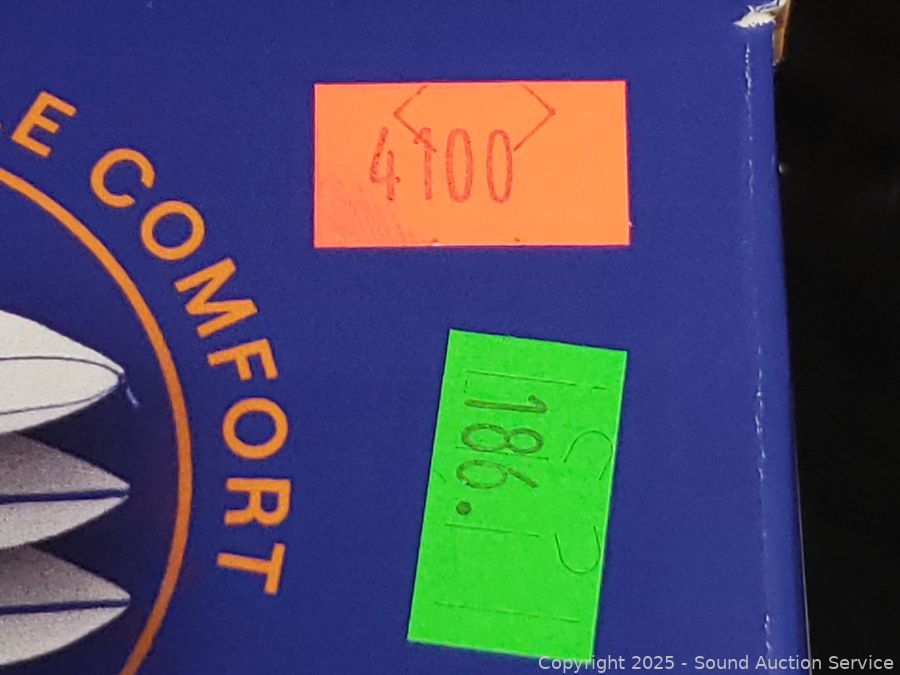 E COMFORT
4100
186.
Copyright 2025 - Sound Auction Service